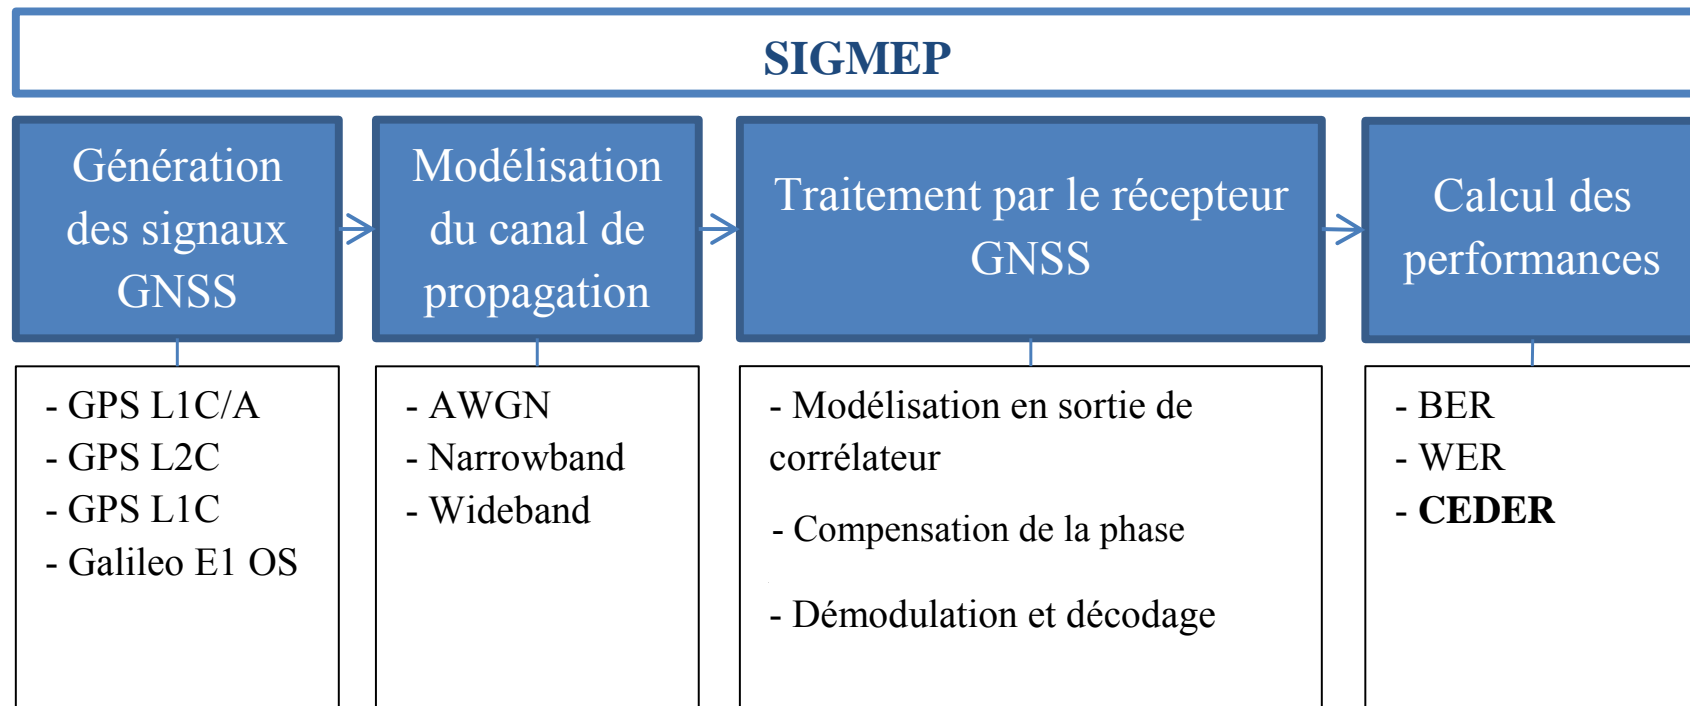 SIGMEP
Génération
des signaux
GNSS
Modélisation
du canal de
propagation
Traitement par le récepteur
GNSS
Calcul des
performances
- GPS L1C/A
- GPS L2C
- GPS L1C
- Galileo E1 OS
- AWGN
- Narrowband
- Wideband
- Modélisation en sortie de
corrélateur
- Compensation de la phase
- Démodulation et décodage
- BER
- WER
- CEDER